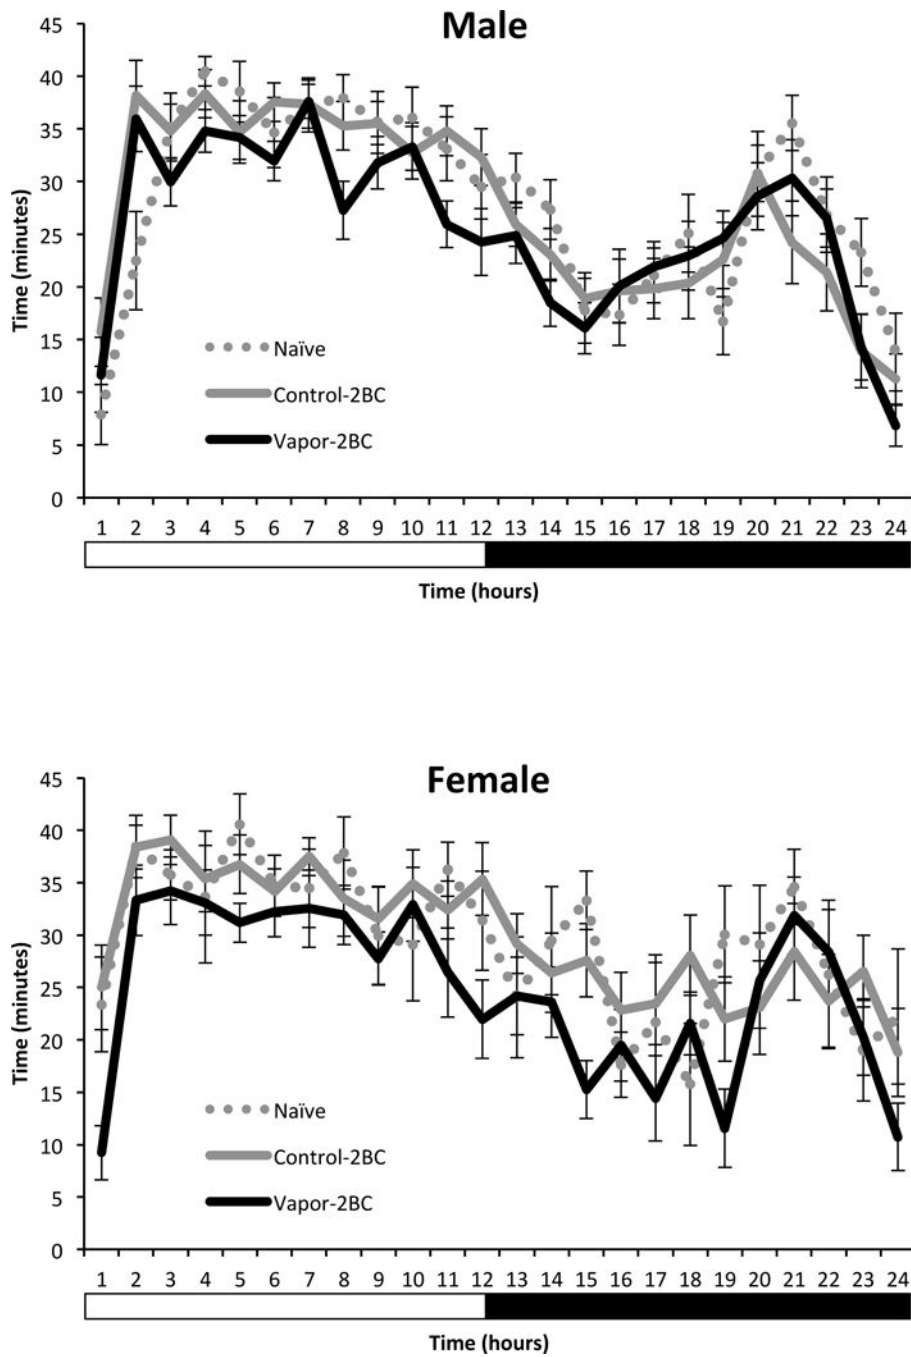 Male
45
40
35
30
25
20
15
10
5
0
Time (minutes)
Naïve
Control-2BC
Vapor-2BC
1 2 3 4 5 6 7 8 9 10 11 12 13 14 15 16 17 18 19 20 21 22 23 24
Time (hours)
Female
45
40
35
30
25
20
15
10
5
0
Time (minutes)
Naïve
Control-2BC
Vapor-2BC
1 2 3 4 5 6 7 8 9 10 11 12 13 14 15 16 17 18 19 20 21 22 23 24
Time (hours)